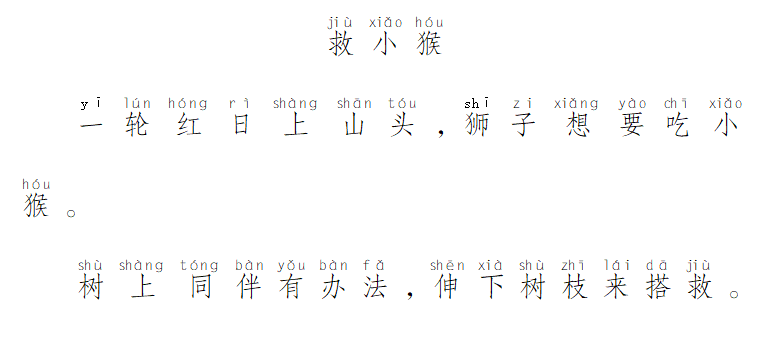 jiù xiǎo hóu
救小猴
yī lún hóng rì shàng shān tóu shī zi xiǎng yào chī xiǎo
一轮红日上山头，狮子想要吃小
hóu
猴。
shù shàng tóng bàn yǒu bàn fǎ shēn xià shù zhī lái dā jiù
树上同伴有办法，伸下树枝来搭救。